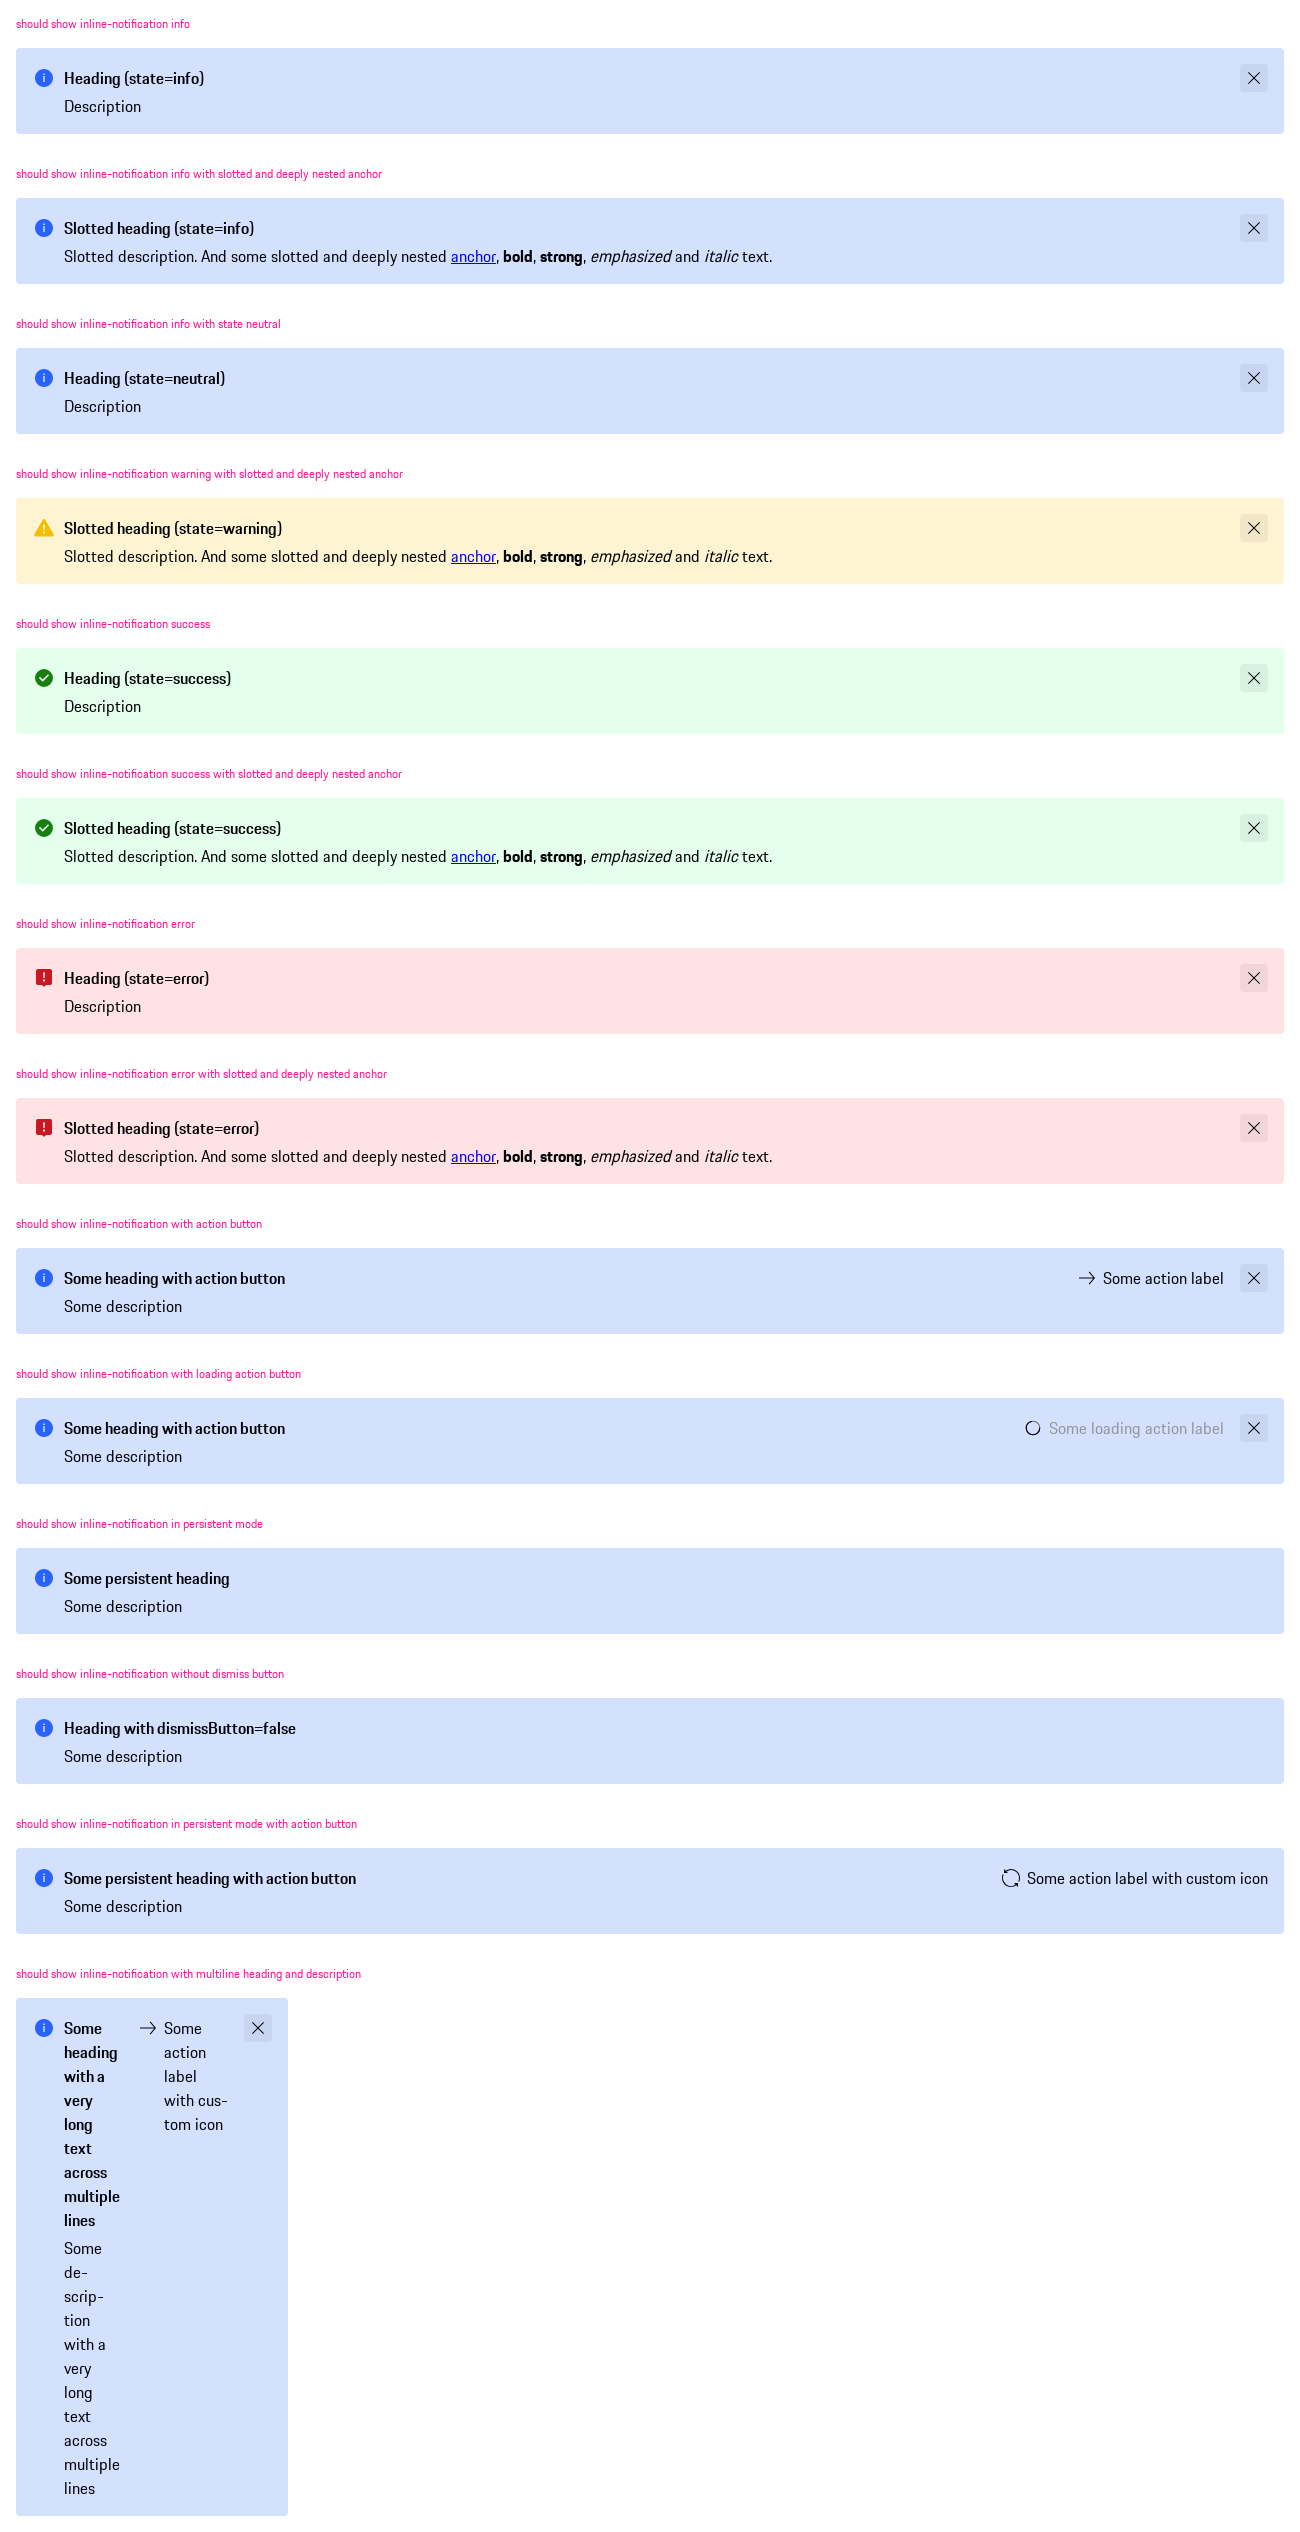 should show inline-notification info
Heading (state=info)
Description
should show inline-notification info with slotted and deeply nested anchor
Slotted heading (state=info)
Slotted description. And some slotted and deeply nested anchor, bold, strong, emphasized and italic text.
should show inline-notification info with state neutral
Heading (state=neutral)
Description
should show inline-notification warning with slotted and deeply nested anchor
Slotted heading (state=warning)
Slotted description. And some slotted and deeply nested anchor, bold, strong, emphasized and italic text.
should show inline-notification success
Heading (state=success)
Description
should show inline-notification success with slotted and deeply nested anchor
Slotted heading (state=success)
Slotted description. And some slotted and deeply nested anchor, bold, strong, emphasized and italic text.
should show inline-notification error
Heading (state=error)
Description
should show inline-notification error with slotted and deeply nested anchor
Slotted heading (state=error)
Slotted description. And some slotted and deeply nested anchor, bold, strong, emphasized and italic text.
should show inline-notification with action button
Some heading with action button
Some description
Some action label
should show inline-notification with loading action button
Some heading with action button
Some description
Some loading action label
should show inline-notification in persistent mode
Some persistent heading
Some description
should show inline-notification without dismiss button
Heading with dismissButton=false
Some description
should show inline-notification in persistent mode with action button
Some persistent heading with action button
Some description
Some action label with custom icon
should show inline-notification with multiline heading and description
Some
heading
with a
very
long
text
across
multiple
lines
Some
de-
scrip-
tion
with a
very
long
text
across
multiple
lines
Some
action
label
with cus-
tom icon